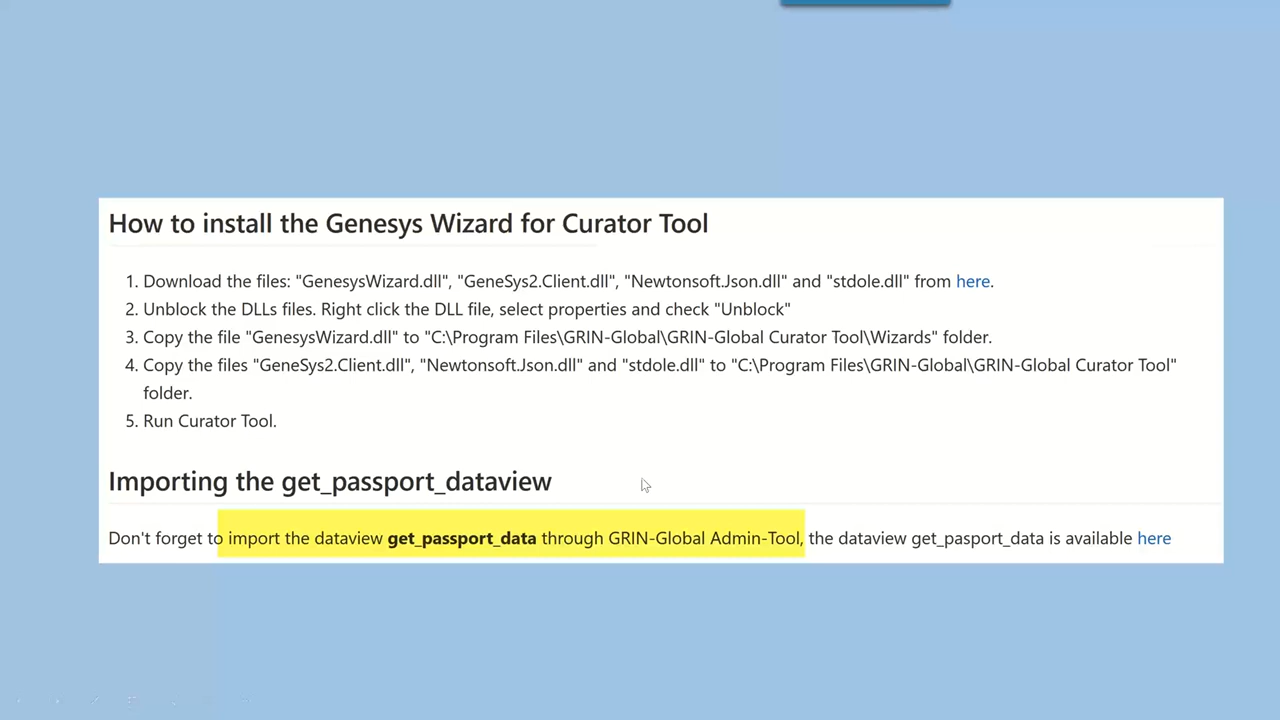 How to install the Genesys Wizard for Curator Tool
1. Download the files: "GenesysWizard.dll", "GeneSys2.Client.dll", "Newtonsoft.Json.dll" and "stdole.dll" from here.
2. Unblock the DLLs files. Right click the DLL file, select properties and check "Unblock"
3. Copy the file "GenesysWizard.dll" to "C:\Program Files\GRIN-Global\GRIN-Global Curator Tool\Wizards" folder.
4. Copy the files "GeneSys2.Client.dll", "Newtonsoft.Json.dll" and "stdole.dll" to "C:\Program Files\GRIN-Global\GRIN-Global Curator Tool"
folder.
5. Run Curator Tool.
Importing the get_passport_dataview
Don't forget to import the dataview get_passport_data through GRIN-Global Admin-Tool, the dataview get_pasport_data is available here